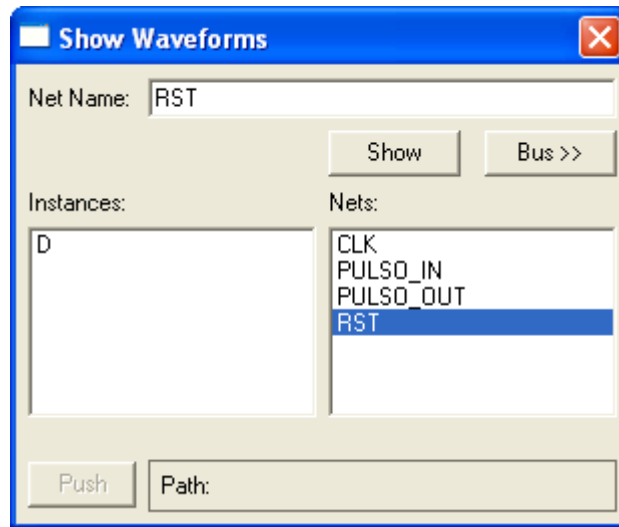 Show Waveforms
Net Name: RST
Show Bus >>
Instances: Nets:
D CLK
PULSO_IN
PULSO_OUT
RST
Push Path: